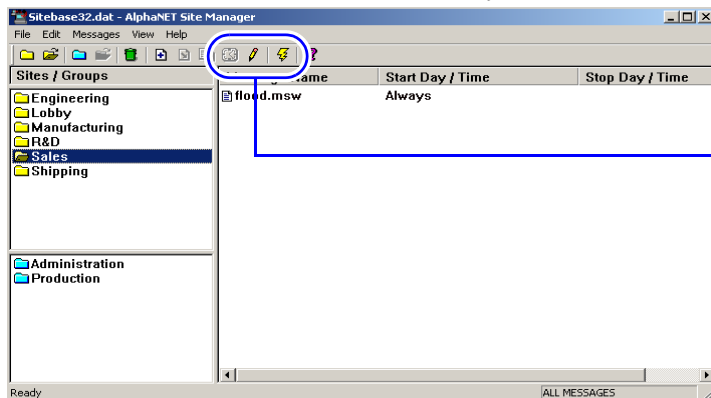 Sitebase32.dat - AlphaNET Site Manager
File Edit Messages View Help
?
Sites / Groups
ame Start Day / Time Stop Day / Time
Engineering
flood.msw Always
Lobby
Manufacturing
R&D
Sales
Shipping
Administration
Production
Ready ALL MESSAGES